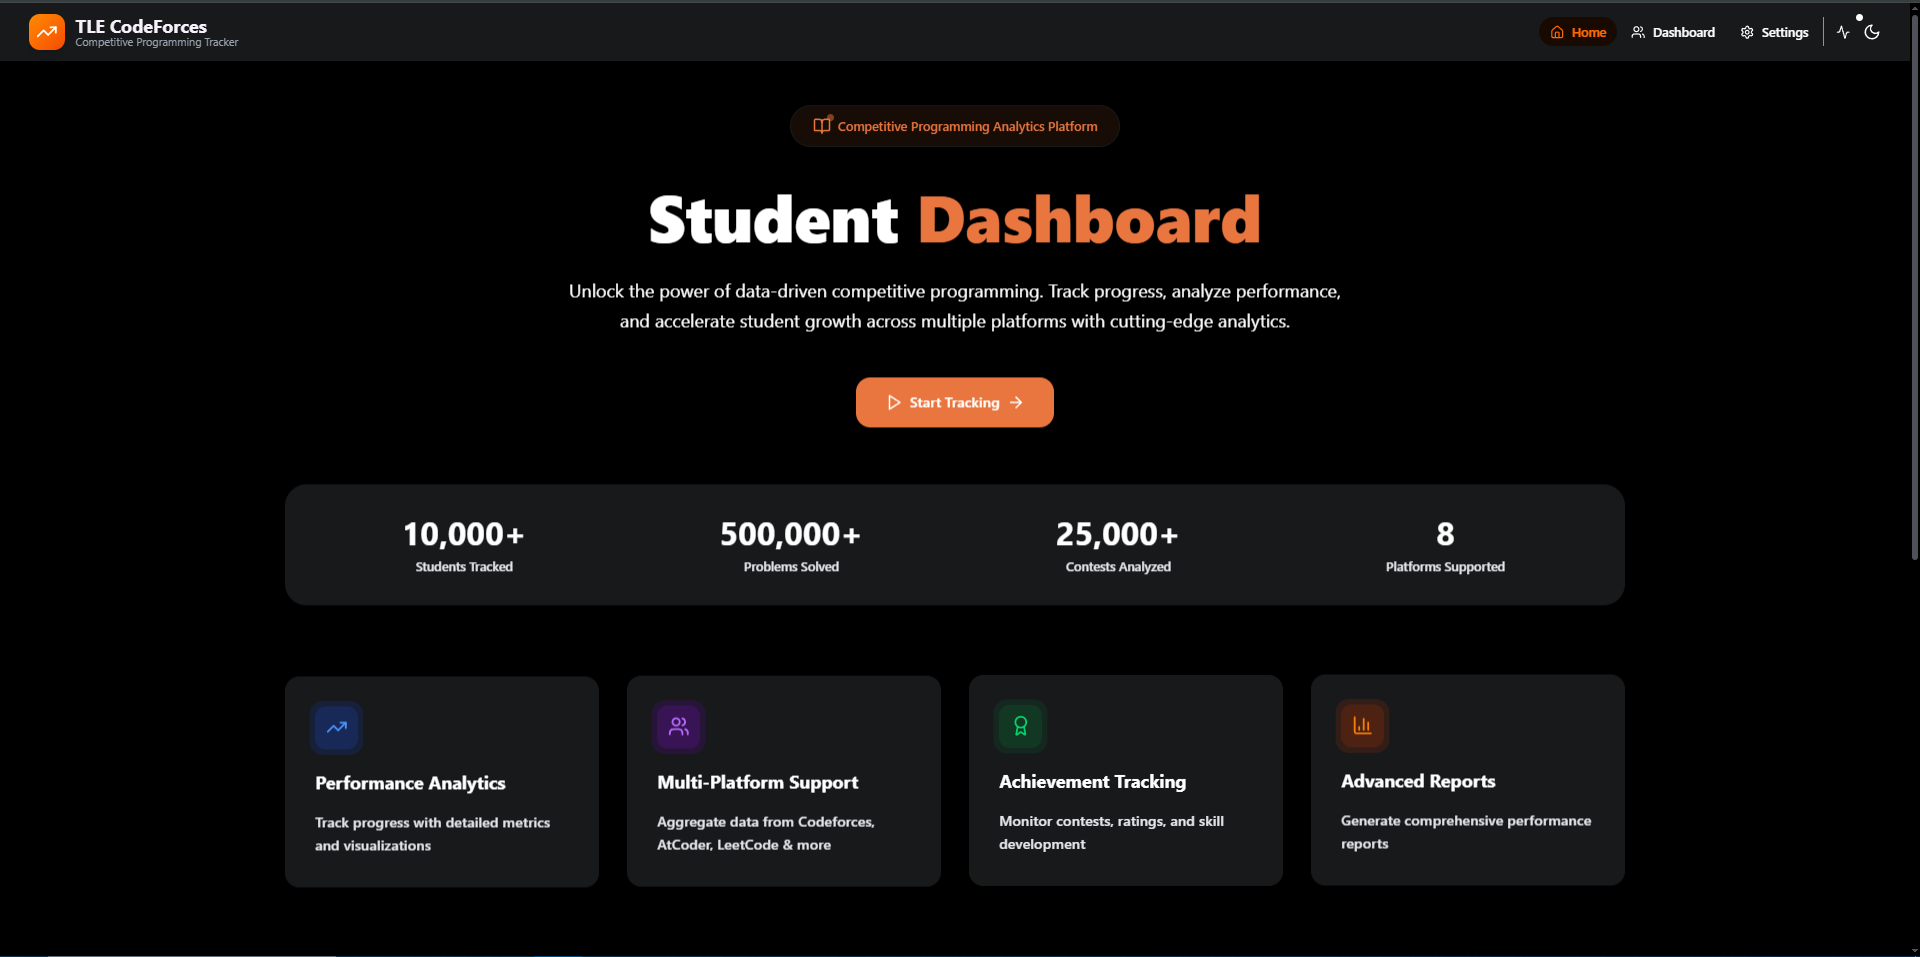 TLE CodeForces
Competitive Programming Tracker
Home
Dashboard
Settings
Competitive Programming Analytics Platform
Student Dashboard
Unlock the power of data-driven competitive programming. Track progress, analyze performance,
and accelerate student growth across multiple platforms with cutting-edge analytics.
Start Tracking
10,000+
Students Tracked
500,000+
Problems Solved
25,000+
Contests Analyzed
8
Platforms Supported
Performance Analytics
Track progress with detailed metrics
and visualizations
Multi-Platform Support
Aggregate data from Codeforces,
AtCoder, LeetCode & more
Achievement Tracking
Monitor contests, ratings, and skill
development
Advanced Reports
Generate comprehensive performance
reports